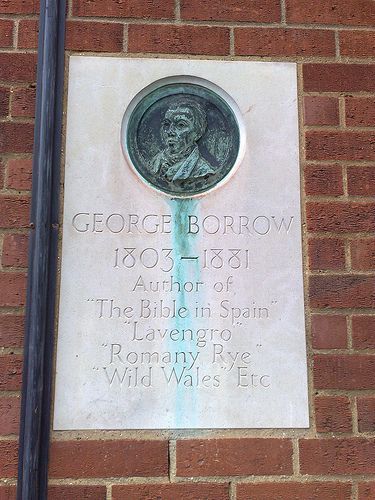 GEORGE BORROW
1803-1881
Author of
"The Bible in Spain"
"Lavengro"
"Romany Rye"
"Wild Wales" Etc